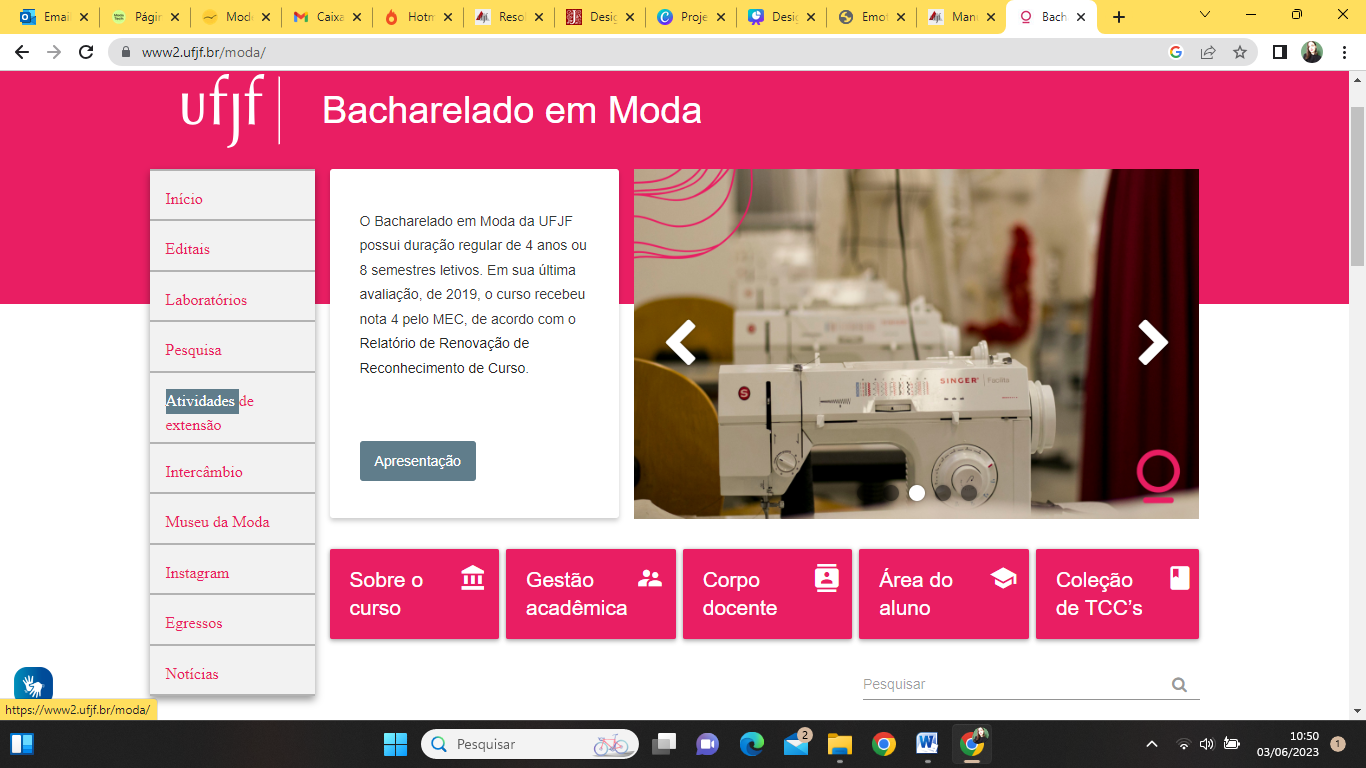 Email
Págin
Mode
Caixa
Hotm
Resol
Desig
Proje
Desig
Emot
Mann
Bach
www2.ufjf.br/moda/
ufjf
Bacharelado em Moda
Início
Editais
Laboratórios
Pesquisa
Atividades de
extensão
Intercâmbio
Museu da Moda
Instagram
Egressos
Notícias
O Bacharelado em Moda da UFJF
possui duração regular de 4 anos ou
8 semestres letivos. Em sua última
avaliação, de 2019, o curso recebeu
nota 4 pelo MEC, de acordo com o
Relatório de Renovação de
Reconhecimento de Curso.
Apresentação
SINGER Facilita
S
Sobre o
curso
Gestão
acadêmica
Corpo
docente
Área do
aluno
Coleção
de TCC's
Pesquisar
https://www2.ufjf.br/moda/
Pesquisar
2
10:50
03/06/2023
1